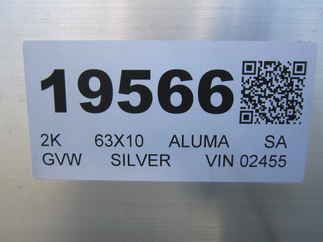 19566
2K 63X10 ALUMA SA
GVW SILVER VIN 02455